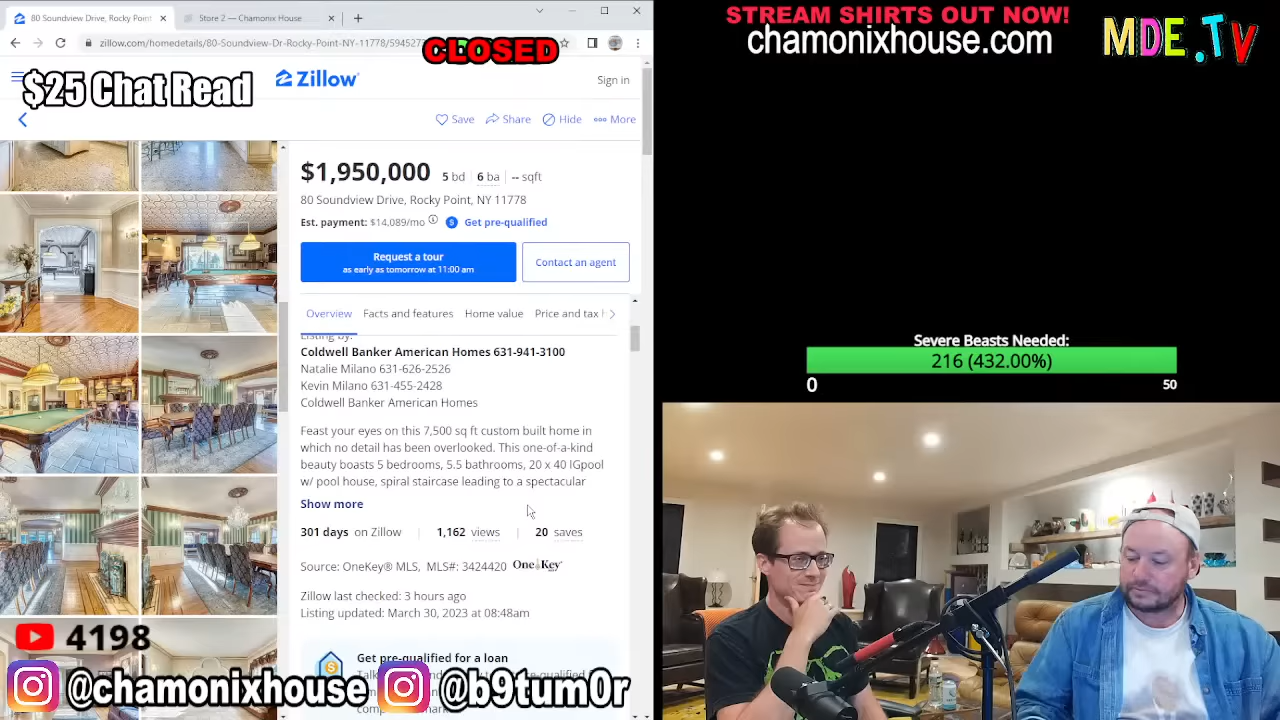 80 Soundview Drive, Rocky Point
Store 2 — Chamonix House
zillow.com/homedetails/80-Soundview-Dr-Rocky-Point-NY-11778/594527
CLOSED
$25 Chat Read
Zillow
Sign in
Save
Share
Hide
More
$1,950,000
5 bd
6 ba
-- sqft
80 Soundview Drive, Rocky Point, NY 11778
Est. payment: $14,089/mo
$ Get pre-qualified
Request a tour
as early as tomorrow at 11:00 am
Contact an agent
Overview
Facts and features
Home value
Price and tax
Listing by:
Coldwell Banker American Homes 631-941-3100
Natalie Milano 631-626-2526
Kevin Milano 631-455-2428
Coldwell Banker American Homes
Feast your eyes on this 7,500 sq ft custom built home in
which no detail has been overlooked. This one-of-a-kind
beauty boasts 5 bedrooms, 5.5 bathrooms, 20 x 40 IGpool
w/ pool house, spiral staircase leading to a spectacular
Show more
301 days on Zillow
1,162 views
20 saves
Source: OneKey® MLS, MLS#: 3424420
OneKey
Zillow last checked: 3 hours ago
Listing updated: March 30, 2023 at 08:48am
Get pre-qualified for a loan
4198
@chamonixhouse
@b9tum0r
STREAM SHIRTS OUT NOW!
chamonixhouse.com
MDE.TV
Severe Beasts Needed:
216 (432.00%)
0
50